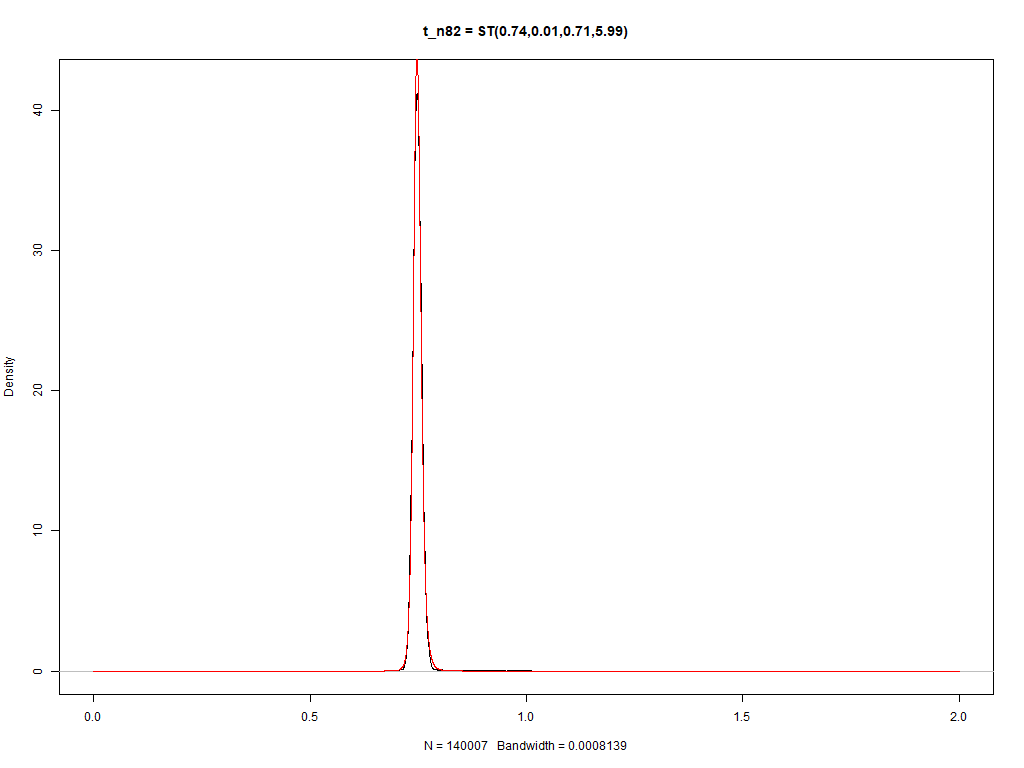 t_n82 = ST(0.74,0.01,0.71,5.99)
40
30
20
10
0
Density
0.0 0.5 1.0 1.5 2.0
N = 140007 Bandwidth = 0.0008139